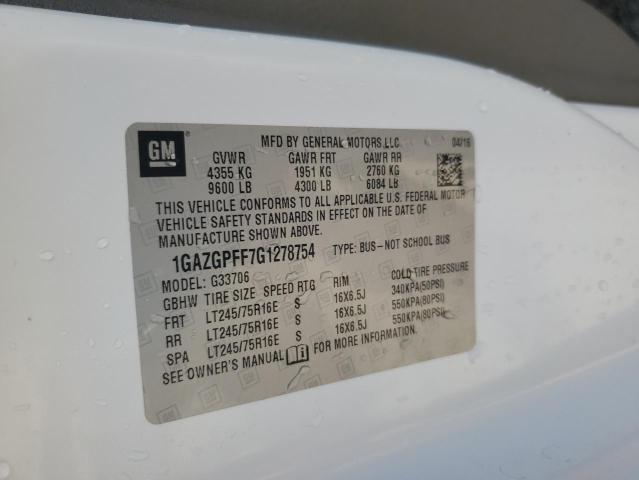 GM
MFD BY GENERAL MOTORS LLC 04/16
GVWR GAWR FRT GAWR RR
4355 KG 1951 KG 2760 KG
9600 LB 4300 LB 6084 LB
THIS VEHICLE CONFORMS TO ALL APPLICABLE U.S. FEDERAL MOTOR
VEHICLE SAFETY STANDARDS IN EFFECT ON THE DATE OF
MANUFACTURE SHOWN ABOVE.
1GAZGPFF7G1278754 TYPE: BUS—NOT SCHOOL BUS
MODEL: G33706
GBHW TIRE SIZE SPEED RTG RIM COLD TIRE PRESSURE
FRT LT245/75R16E S 16X6.5J 340KPA(50PSI)
RR LT245/75R16E S 16X6.5J 550KPA(80PSI)
SPA LT245/75R16E S 16X6.5J 550KPA(80PSI)
SEE OWNER'S MANUAL FOR MORE INFORMATION.